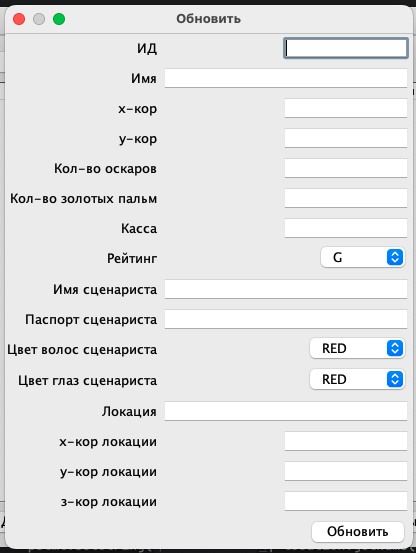 Обновить
ИД
Имя
х-кор
у-кор
Кол-во оскаров
Кол-во золотых пальм
Касса
Рейтинг G
Имя сценариста
Паспорт сценариста
Цвет волос сценариста RED
Цвет глаз сценариста RED
Локация
х-кор локации
у-кор локации
з-кор локации
Обновить